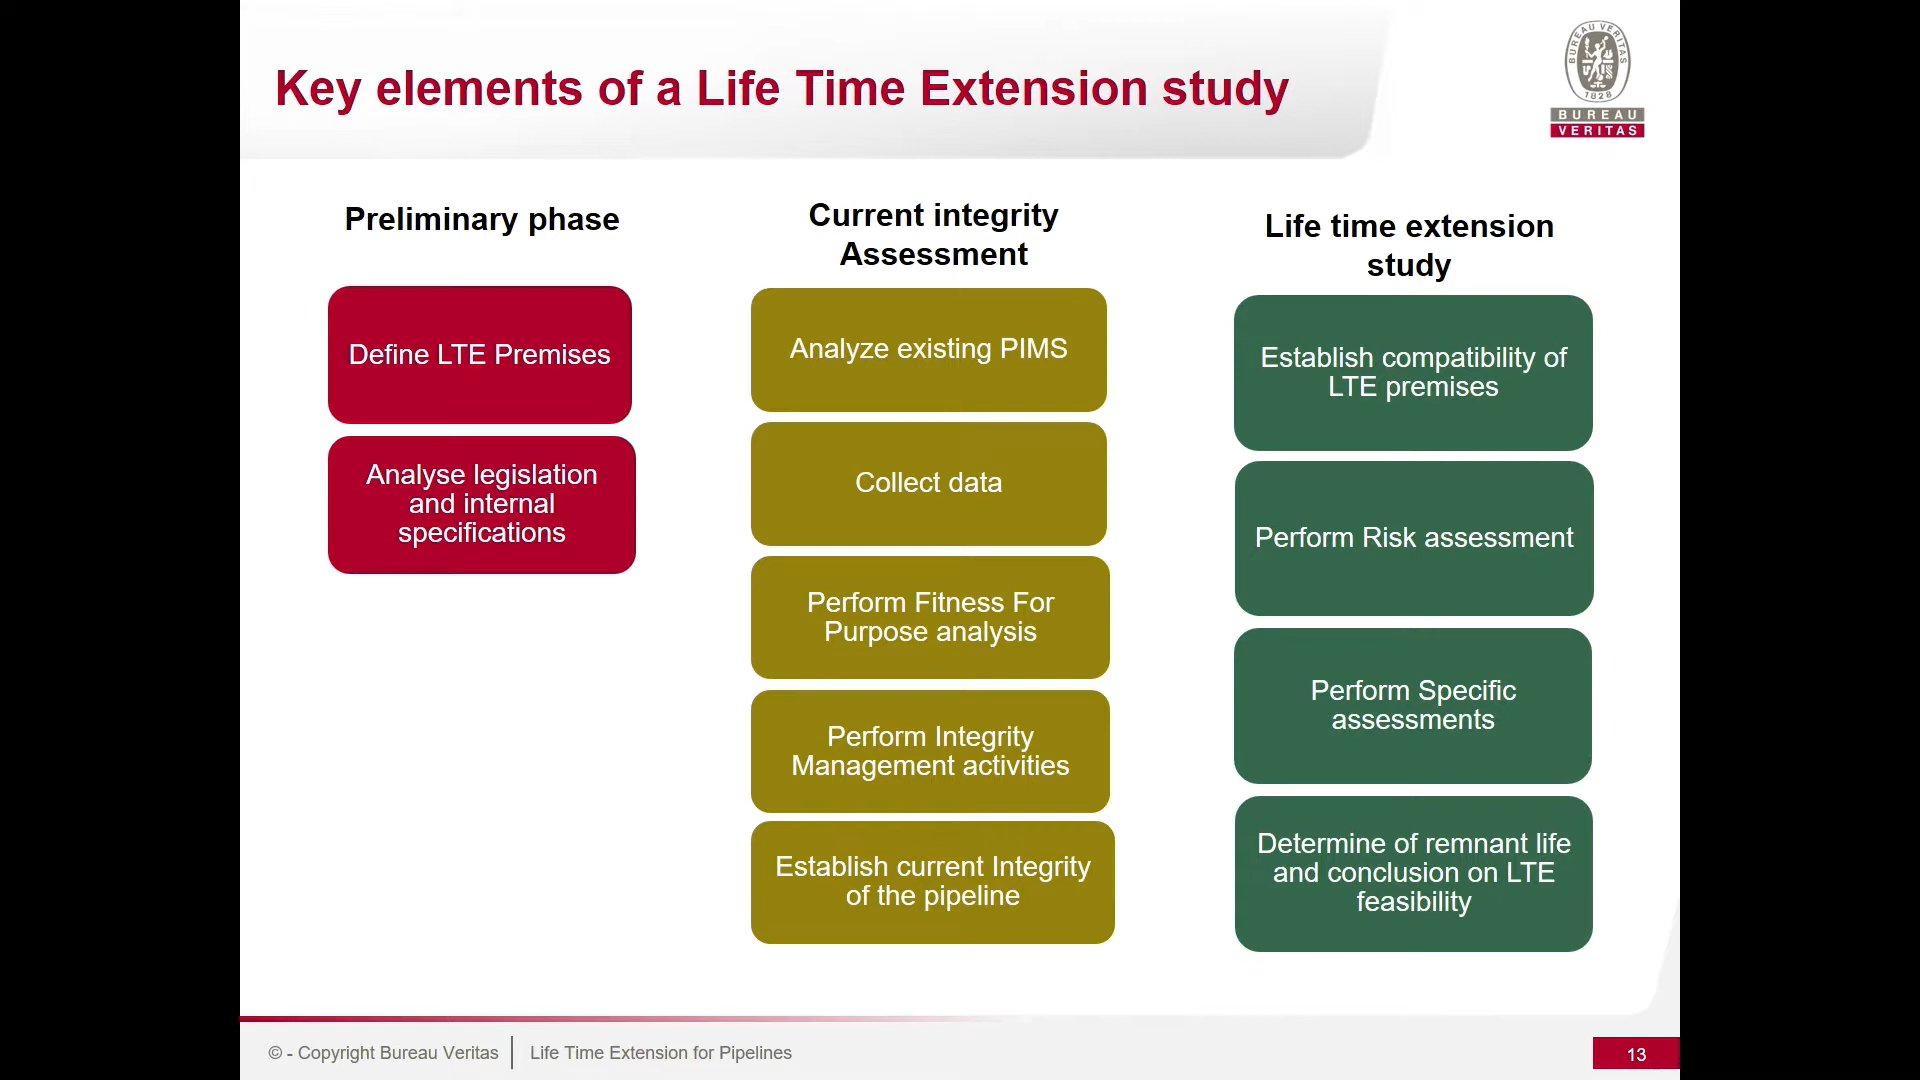 Key elements of a Life Time Extension study
BUREAU VERITAS
1828
BUREAU
VERITAS
Preliminary phase
Define LTE Premises
Analyse legislation
and internal
specifications
Current integrity
Assessment
Analyze existing PIMS
Collect data
Perform Fitness For
Purpose analysis
Perform Integrity
Management activities
Establish current Integrity
of the pipeline
Life time extension
study
Establish compatibility of
LTE premises
Perform Risk assessment
Perform Specific
assessments
Determine of remnant life
and conclusion on LTE
feasibility
© - Copyright Bureau Veritas
Life Time Extension for Pipelines
13